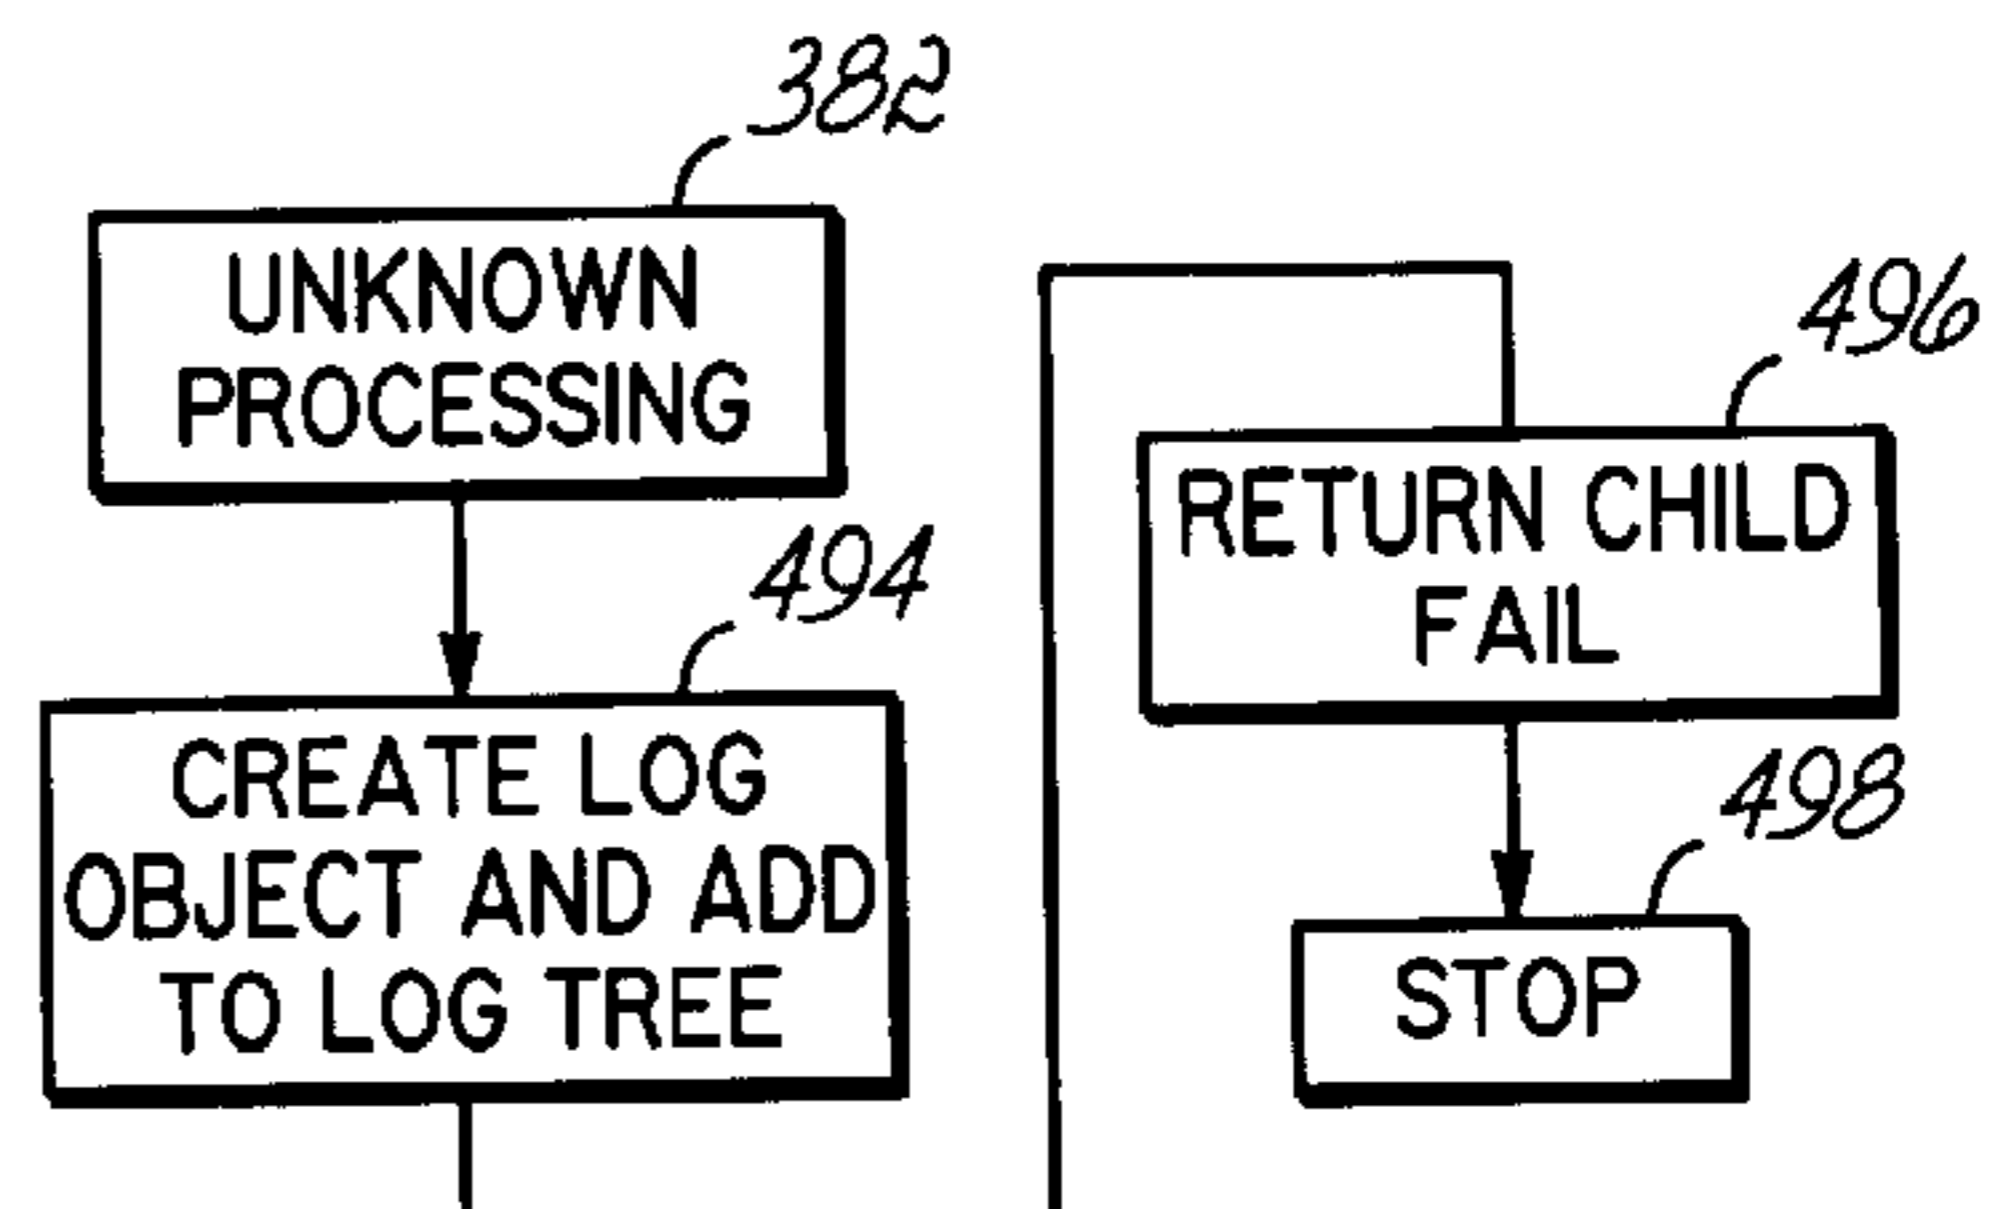 382
UNKNOWN
PROCESSING
494
CREATE LOG
OBJECT AND ADD
TO LOG TREE
496
RETURN CHILD
FAIL
498
STOP